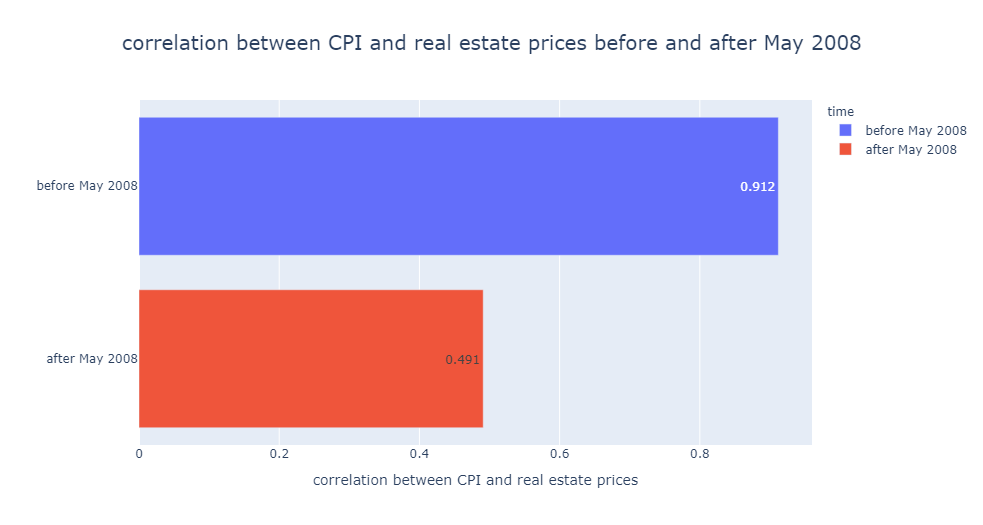 correlation between CPI and real estate prices before and after May 2008
time
before May 2008
after May 2008
before May 2008
0.912
after May 2008
0.491
0 0.2 0.4 0.6 0.8
correlation between CPI and real estate prices